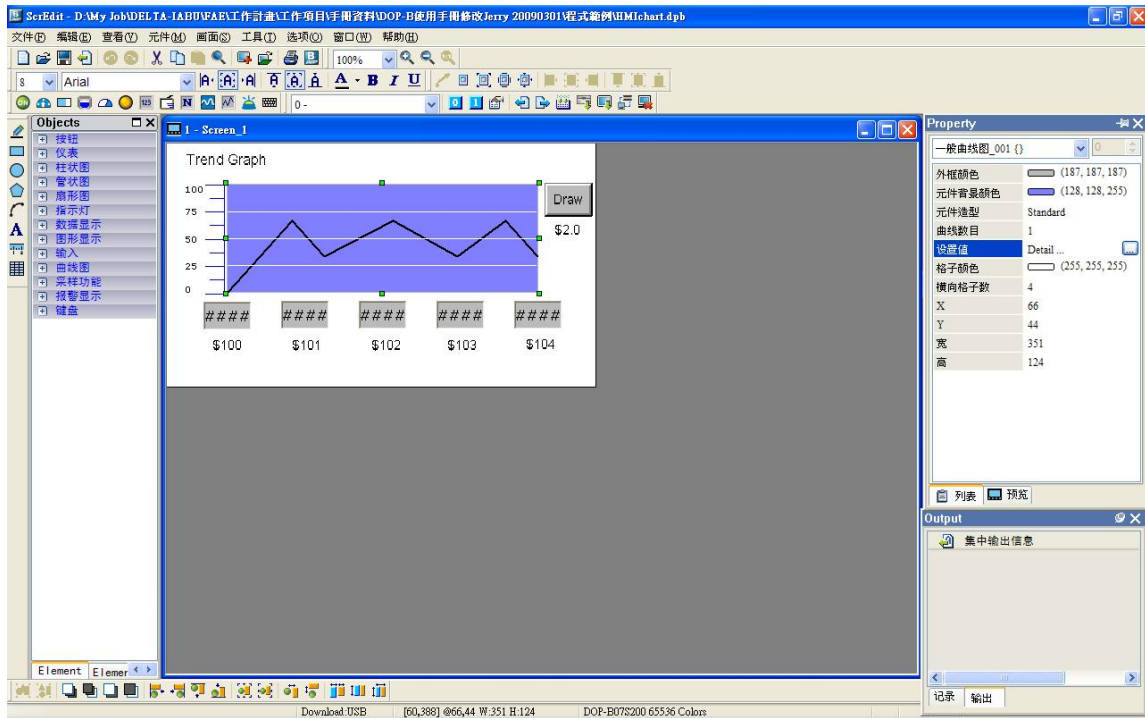 ScrEdit - D:\My Job\DELTA-IABU\FAE\工作計畫\工作項目\手冊資料\DOP-B使用手冊修改Jerry 20090301\程式範例\HMIchart.dpb
文件(F) 编辑(E) 查看(V) 元件(M) 画面(S) 工具(T) 选项(O) 窗口(W) 帮助(H)
100%
8 Arial
0 -
Objects
按钮
仪表
柱状图
管状图
扇形图
指示灯
数据显示
图形显示
输入
曲线图
采样功能
报警显示
键盘
Element Elemer
1 - Screen_1
Trend Graph
100
75
50
25
0
Draw
$2.0
#### #### #### #### ####
$100 $101 $102 $103 $104
Property
一般曲线图_001 {} 0
外框颜色 (187, 187, 187)
元件背景颜色 (128, 128, 255)
元件造型 Standard
曲线数目 1
设置值 Detail ... ...
格子颜色 (255, 255, 255)
横向格子数 4
X 66
Y 44
宽 351
高 124
列表 预览
Output
集中输出信息
记录 输出
Download:USB [60,388] @66,44 W:351 H:124 DOP-B07S200 65536 Colors